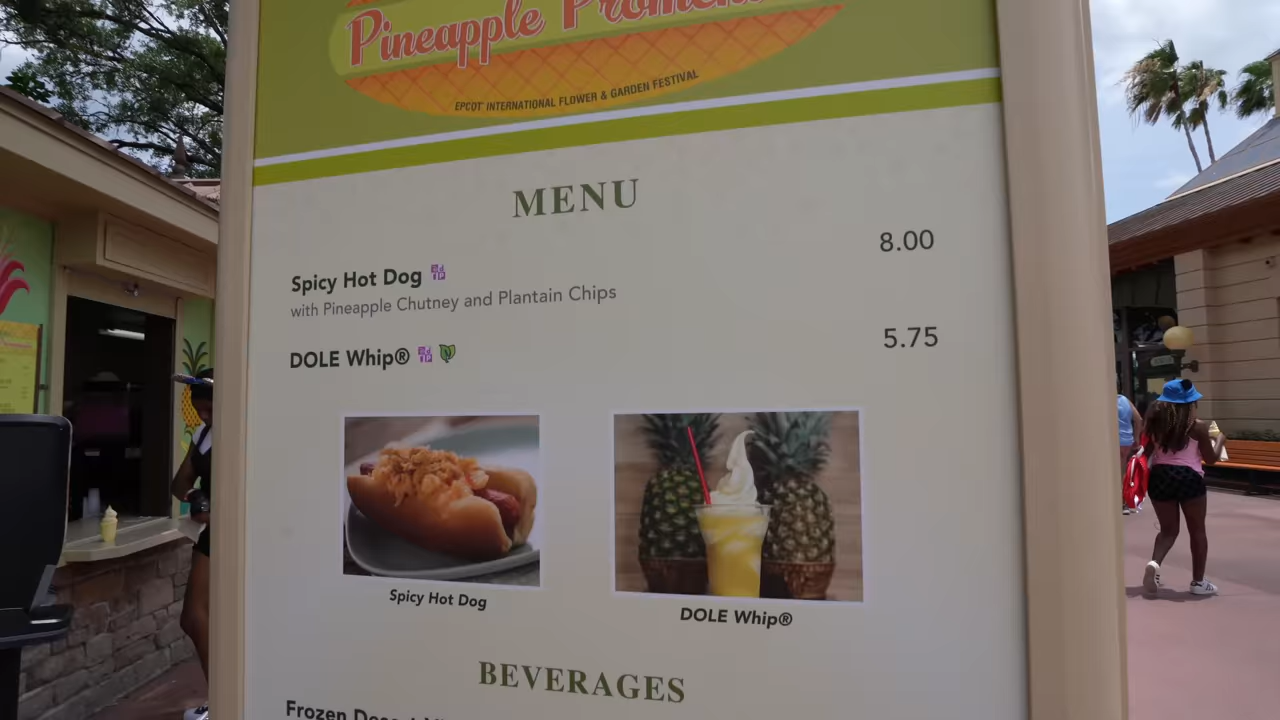 Pineapple
EPCOT INTERNATIONAL FLOWER & GARDEN FESTIVAL
MENU
Spicy Hot Dog 8.00
with Pineapple Chutney and Plantain Chips
DOLE Whip® 5.75
Spicy Hot Dog
DOLE Whip®
BEVERAGES
Frozen